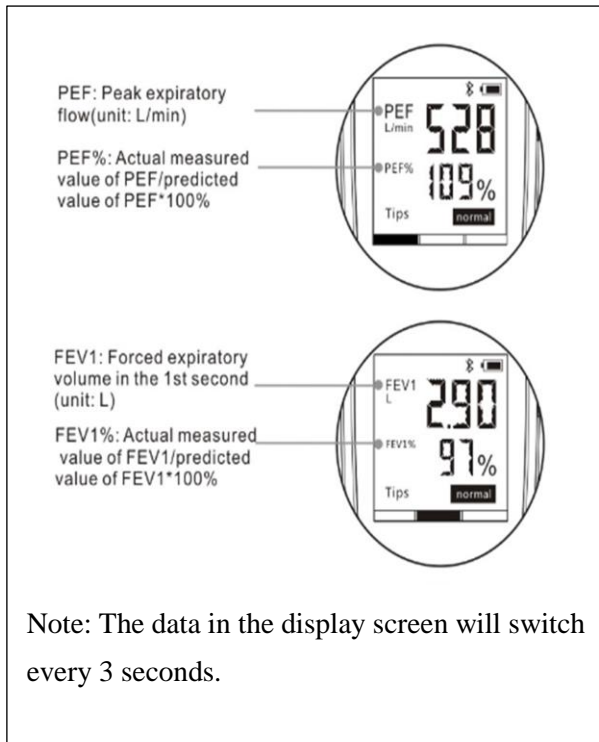 PEF: Peak expiratory
flow(unit: L/min)
PEF%: Actual measured
value of PEF/predicted
value of PEF*100%
PEF
L/min
528
PEF%
109%
Tips
normal
FEV1: Forced expiratory
volume in the 1st second
(unit: L)
FEV1%: Actual measured
value of FEV1/predicted
value of FEV1*100%
FEV1
L
2.90
FEV1%
97%
Tips
normal
Note: The data in the display screen will switch
every 3 seconds.